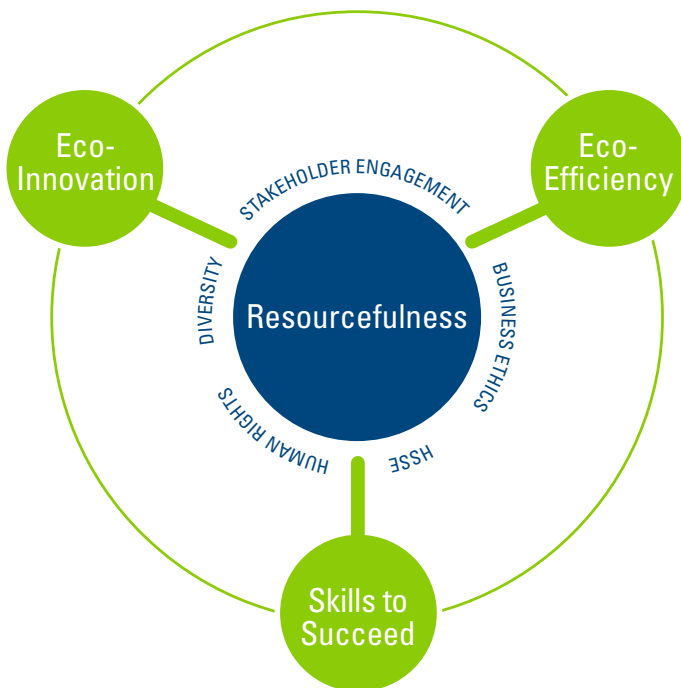 Eco-
Innovation
Eco-
Efficiency
STAKEHOLDER ENGAGEMENT
DIVERSITY
Resourcefulness
BUSINESS ETHICS
HUMAN RIGHTS
HSSE
Skills to
Succeed